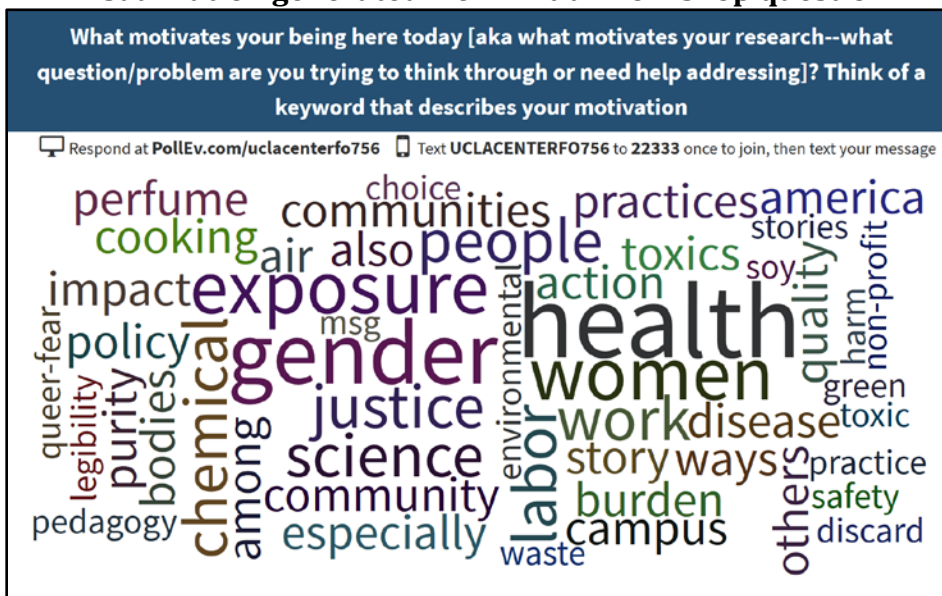 What motivates your being here today [aka what motivates your research--what
question/problem are you trying to think through or need help addressing]? Think of a
keyword that describes your motivation
Respond at PollEv.com/uclacenterfo756 Text UCLACENTERFO756 to 22333 once to join, then text your message
choice
perfume
communities
practices
america
cooking
air
also
people
toxics
stories
soy
impact
exposure
action
quality
harm
non-profit
msg
environmental
health
queer-fear
policy
chemical
gender
women
green
legibility
purity
bodies
justice
work
disease
toxic
among
science
labor
story
ways
others
practice
community
burden
safety
pedagogy
especially
campus
discard
waste